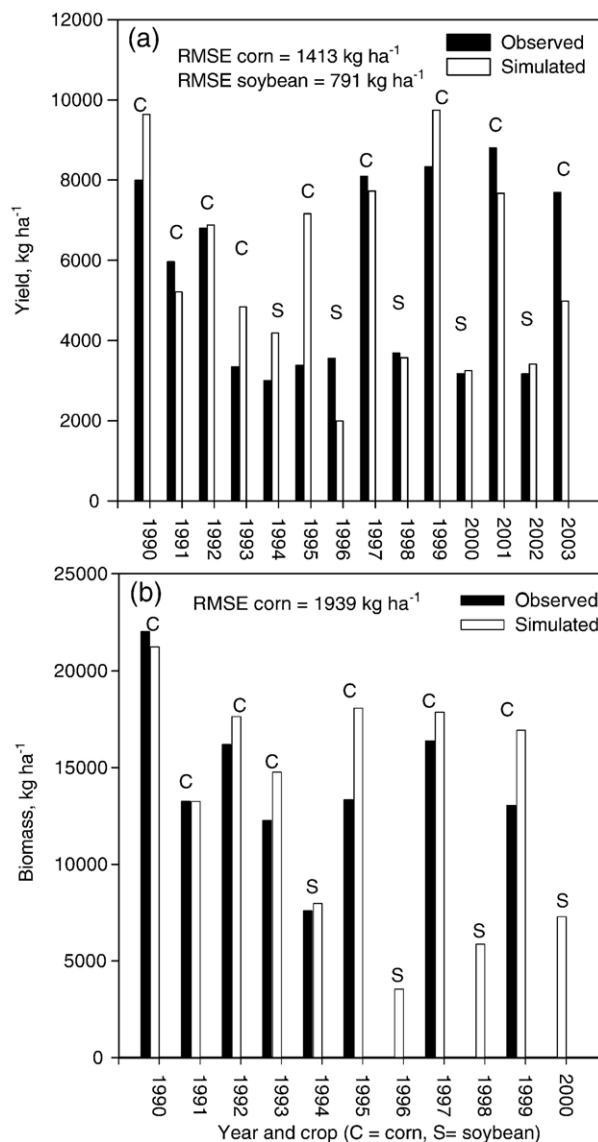 (a)
RMSE corn = 1413 kg ha-1
RMSE soybean = 791 kg ha-1
Observed
Simulated
Yield, kg ha-1
12000
10000
8000
6000
4000
2000
0
C
C
C
C
S
C
S
C
S
C
S
C
S
C
1990
1991
1992
1993
1994
1995
1996
1997
1998
1999
2000
2001
2002
2003
(b)
RMSE corn = 1939 kg ha-1
Observed
Simulated
Biomass, kg ha-1
25000
20000
15000
10000
5000
0
C
C
C
C
S
C
S
C
S
C
S
1990
1991
1992
1993
1994
1995
1996
1997
1998
1999
2000
Year and crop (C = corn, S= soybean)